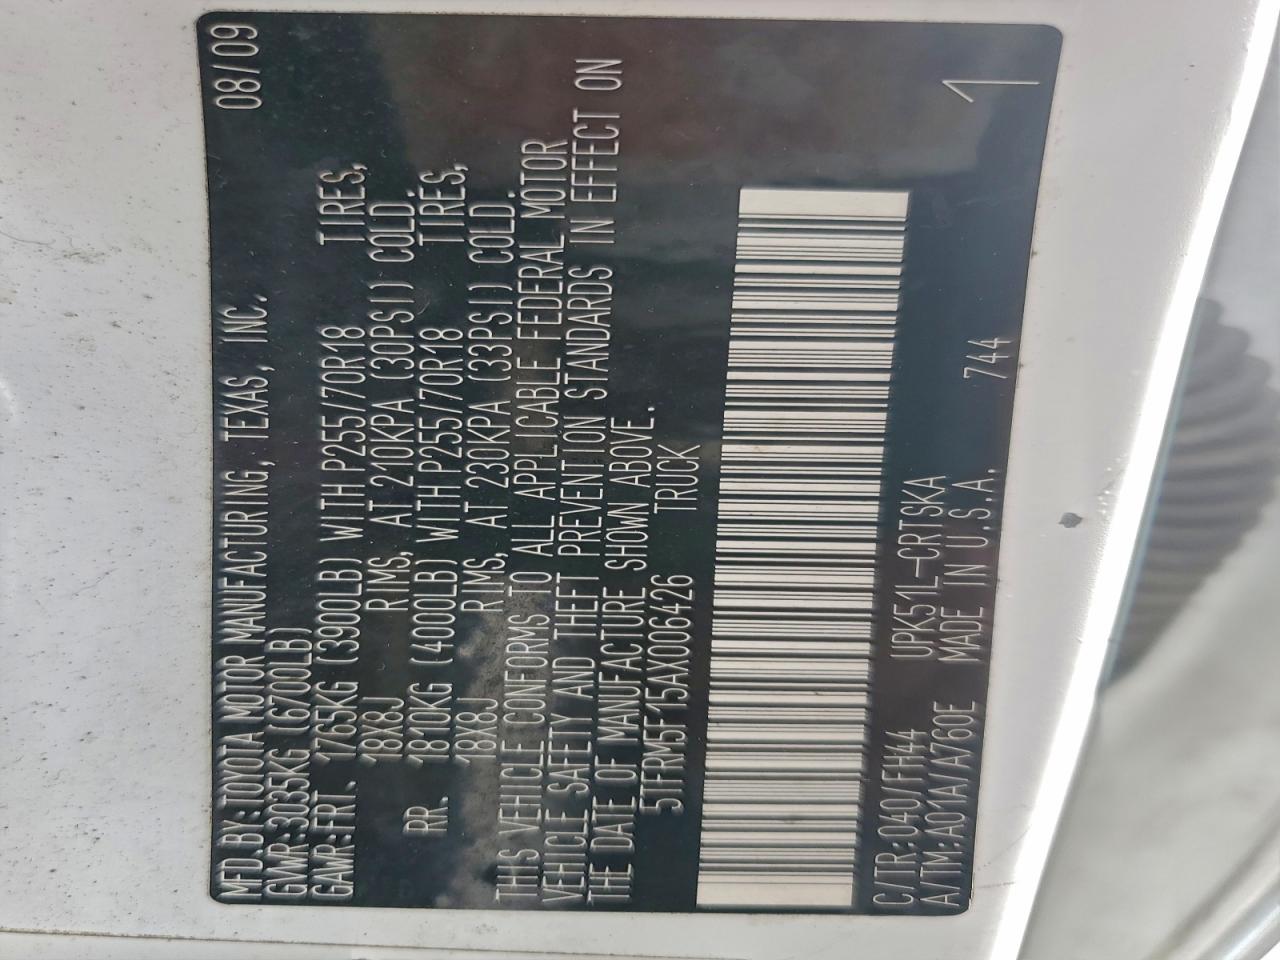 MFD.BY:TOYOTA MOTOR MANUFACTURING, TEXAS, INC. 08/09
GVWR:3035KG(6700LB)
GAWR:FRT. 1765KG (3900LB) WITH P255/70R18 TIRES,
18X8J RIMS, AT 210KPA (30PSI) COLD.
RR. 1810KG (4000LB) WITH P255/70R18 TIRES,
18X8J RIMS, AT 230KPA (33PSI) COLD.
THIS VEHICLE CONFORMS TO ALL APPLICABLE FEDERAL MOTOR
VEHICLE SAFETY AND THEFT PREVENTION STANDARDS IN EFFECT ON
THE DATE OF MANUFACTURE SHOWN ABOVE.
5TFRM5F15AX006426 TRUCK
C/TR:040/FH44 UPK51L-CRTSKA
A/TM:A01A/A760E MADE IN U.S.A. 744 1